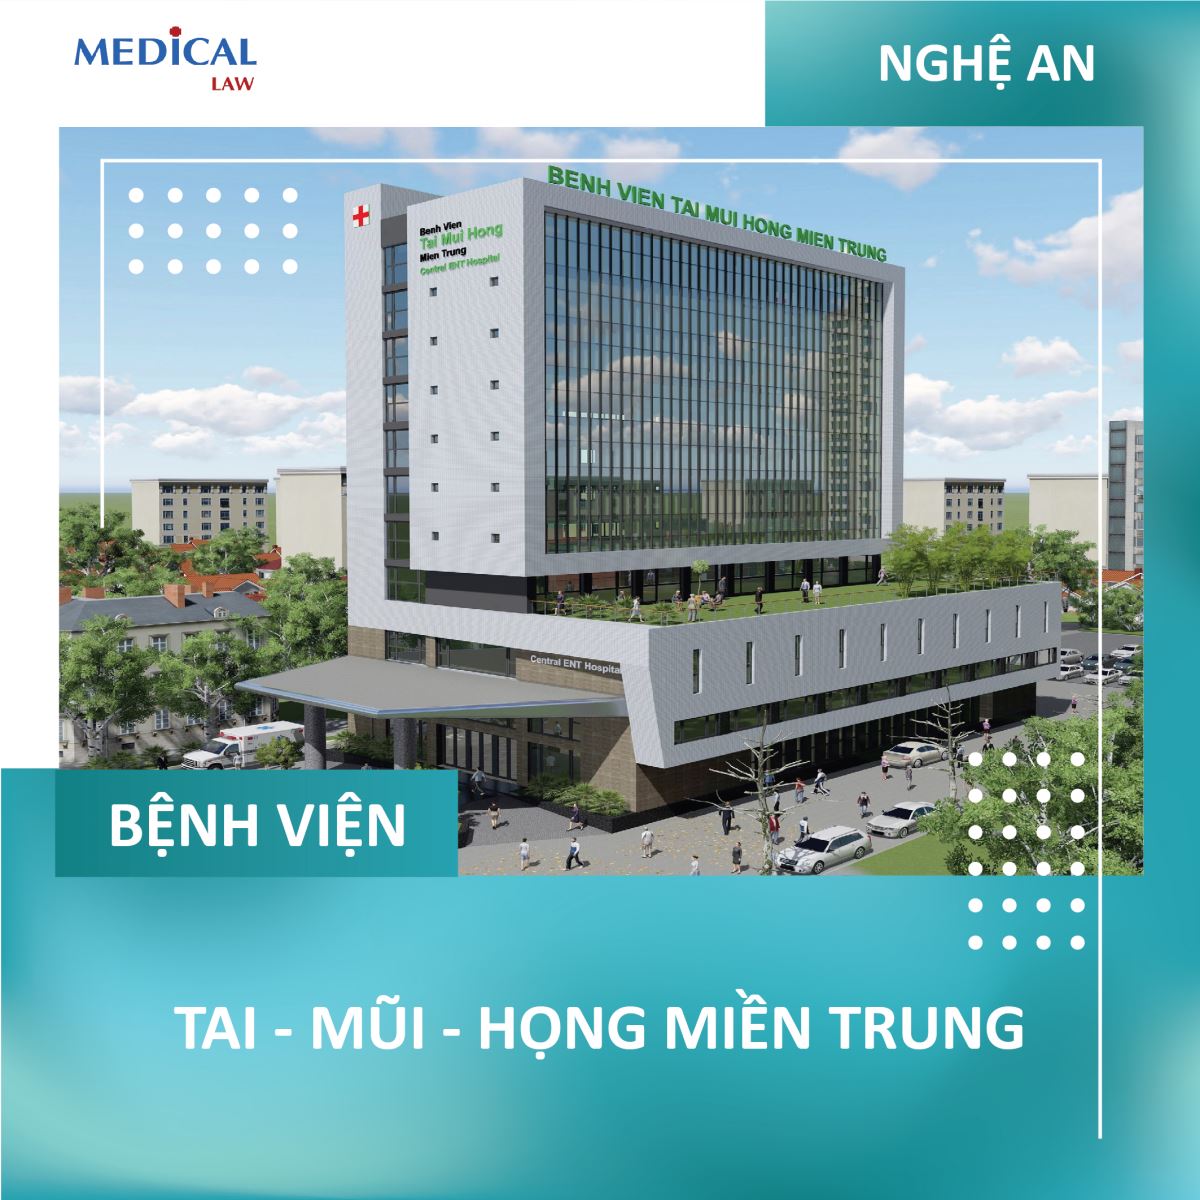 MEDICAL
LAW
NGHỆ AN
BENH VIEN TAI MUI HONG MIEN TRUNG
Benh Vien
Tai Mui Hong
Mien Trung
Central ENT Hospital
Central ENT Hospital
BỆNH VIỆN
TAI - MŨI - HỌNG MIỀN TRUNG